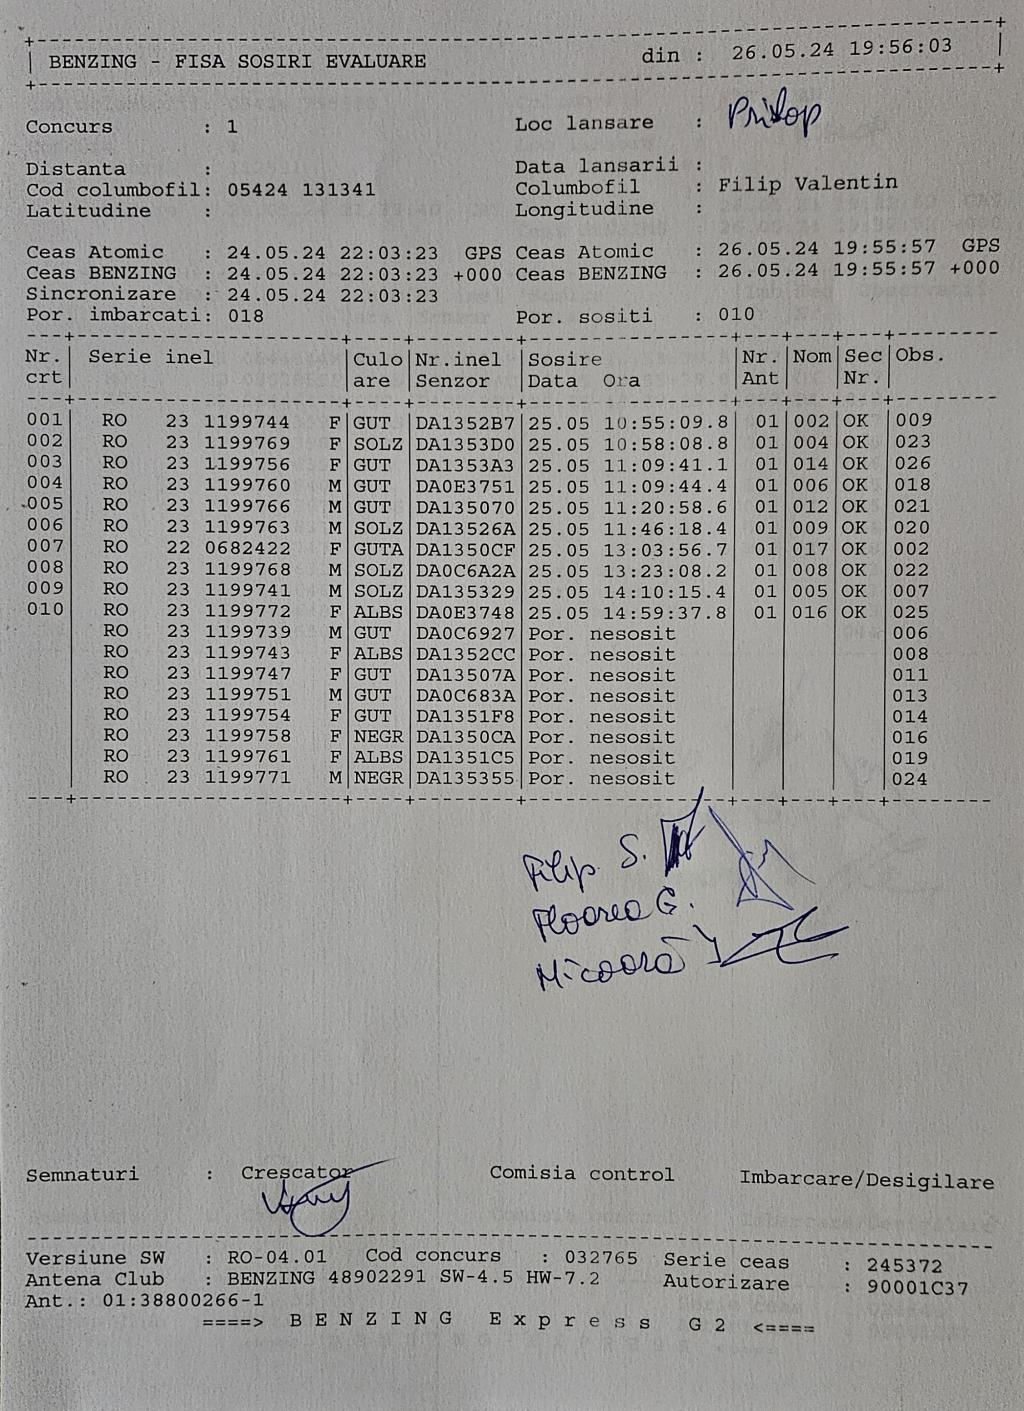 BENZING - FISA SOSIRI EVALUARE din : 26.05.24 19:56:03
Concurs : 1 Loc lansare : Pristop
Distanta : Data lansarii :
Cod columbofil: 05424 131341 Columbofil : Filip Valentin
Latitudine : Longitudine :
Ceas Atomic : 24.05.24 22:03:23 GPS Ceas Atomic : 26.05.24 19:55:57 GPS
Ceas BENZING : 24.05.24 22:03:23 +000 Ceas BENZING : 26.05.24 19:55:57 +000
Sincronizare : 24.05.24 22:03:23
Por. imbarcati: 018 Por. sositi : 010
Nr. Serie inel Culo Nr.inel Sosire Nr. Nom Sec Obs.
crt are Senzor Data Ora Ant Nr.
001 RO 23 1199744 F GUT DA1352B7 25.05 10:55:09.8 01 002 OK 009
002 RO 23 1199769 F SOLZ DA1353D0 25.05 10:58:08.8 01 004 OK 023
003 RO 23 1199756 F GUT DA1353A3 25.05 11:09:41.1 01 014 OK 026
004 RO 23 1199760 M GUT DA0E3751 25.05 11:09:44.4 01 006 OK 018
005 RO 23 1199766 M GUT DA135070 25.05 11:20:58.6 01 012 OK 021
006 RO 23 1199763 M SOLZ DA13526A 25.05 11:46:18.4 01 009 OK 020
007 RO 22 0682422 F GUTA DA1350CF 25.05 13:03:56.7 01 017 OK 002
008 RO 23 1199768 M SOLZ DA0C6A2A 25.05 13:23:08.2 01 008 OK 022
009 RO 23 1199741 M SOLZ DA135329 25.05 14:10:15.4 01 005 OK 007
010 RO 23 1199772 F ALBS DA0E3748 25.05 14:59:37.8 01 016 OK 025
RO 23 1199739 M GUT DA0C6927 Por. nesosit 006
RO 23 1199743 F ALBS DA1352CC Por. nesosit 008
RO 23 1199747 F GUT DA13507A Por. nesosit 011
RO 23 1199751 M GUT DA0C683A Por. nesosit 013
RO 23 1199754 F GUT DA1351F8 Por. nesosit 014
RO 23 1199758 F NEGR DA1350CA Por. nesosit 016
RO 23 1199761 F ALBS DA1351C5 Por. nesosit 019
RO 23 1199771 M NEGR DA135355 Por. nesosit 024
Filip S.
Floarea G.
Semnaturi : Crescator Comisia control Imbarcare/Desigilare
Versiune SW : RO-04.01 Cod concurs : 032765 Serie ceas : 245372
Antena Club : BENZING 48902291 SW-4.5 HW-7.2 Autorizare : 90001C37
Ant.: 01:38800266-1
====> B E N Z I N G E x p r e s s G 2 <====